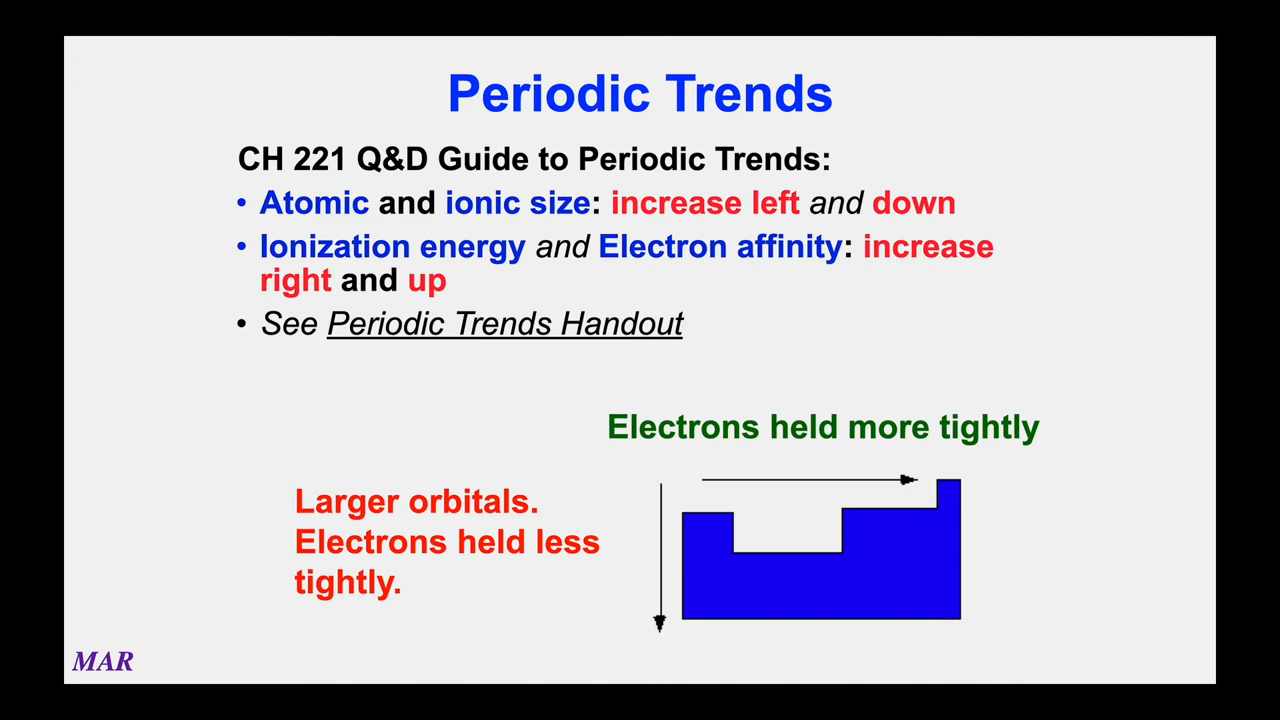 Periodic Trends
CH 221 Q&D Guide to Periodic Trends:
• Atomic and ionic size: increase left and down
• Ionization energy and Electron affinity: increase
right and up
• See Periodic Trends Handout
Electrons held more tightly
Larger orbitals.
Electrons held less
tightly.
MAR